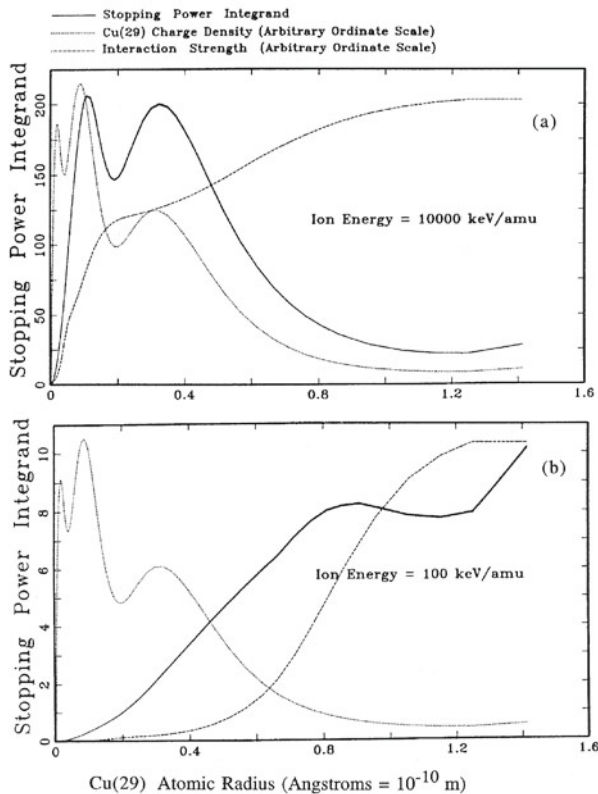 Stopping Power Integrand
Cu(29) Charge Density (Arbitrary Ordinate Scale)
Interaction Strength (Arbitrary Ordinate Scale)
Stopping Power Integrand
200
150
100
50
0
(a)
Ion Energy = 10000 keV/amu
0 0.4 0.8 1.2 1.6
Stopping Power Integrand
10
8
6
4
2
0
(b)
Ion Energy = 100 keV/amu
0 0.4 0.8 1.2 1.6
Cu(29) Atomic Radius (Angstroms = 10⁻¹⁰ m)